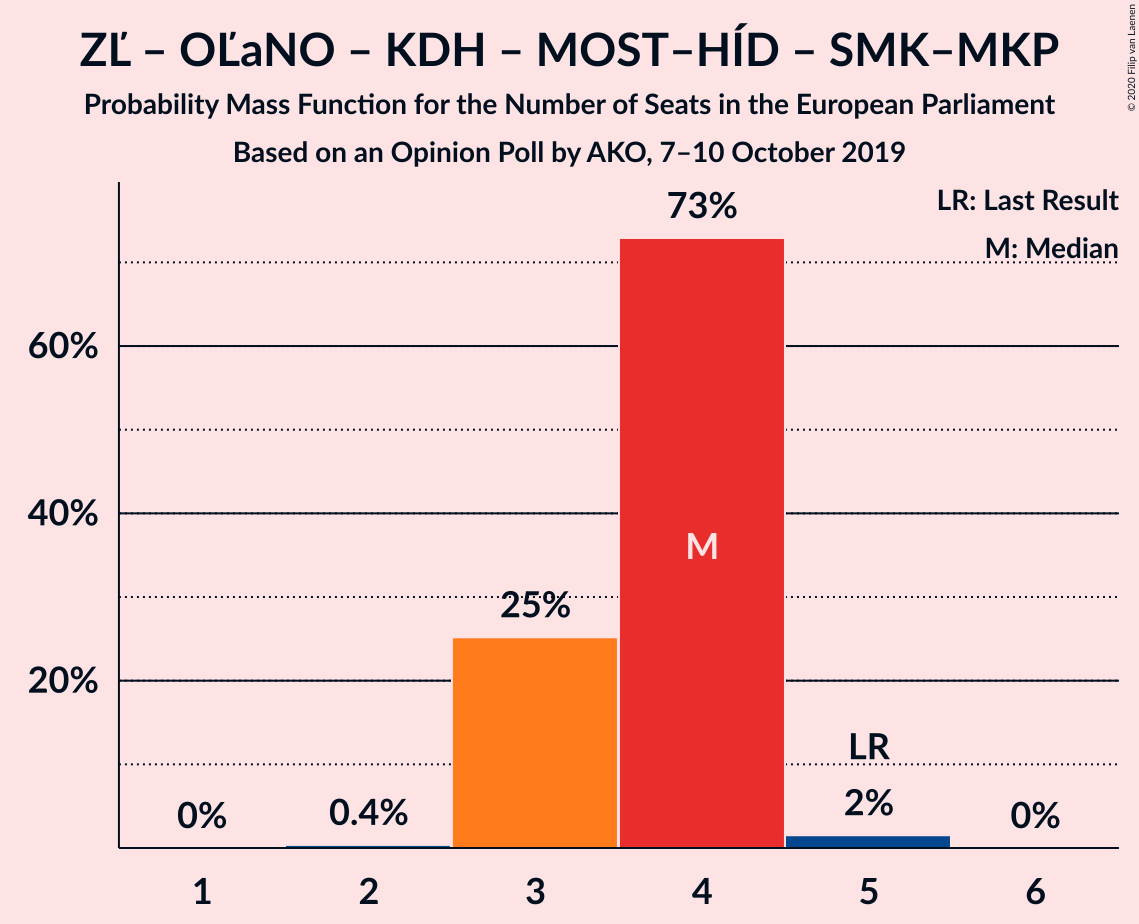 ZĽ – OĽaNO – KDH – MOST–HÍD – SMK–MKP
Probability Mass Function for the Number of Seats in the European Parliament
Based on an Opinion Poll by AKO, 7–10 October 2019
© 2020 Filip van Laenen
LR: Last Result
M: Median
73%
60%
40%
M
25%
20%
LR
0%
0.4%
2%
0%
1
2
3
4
5
6